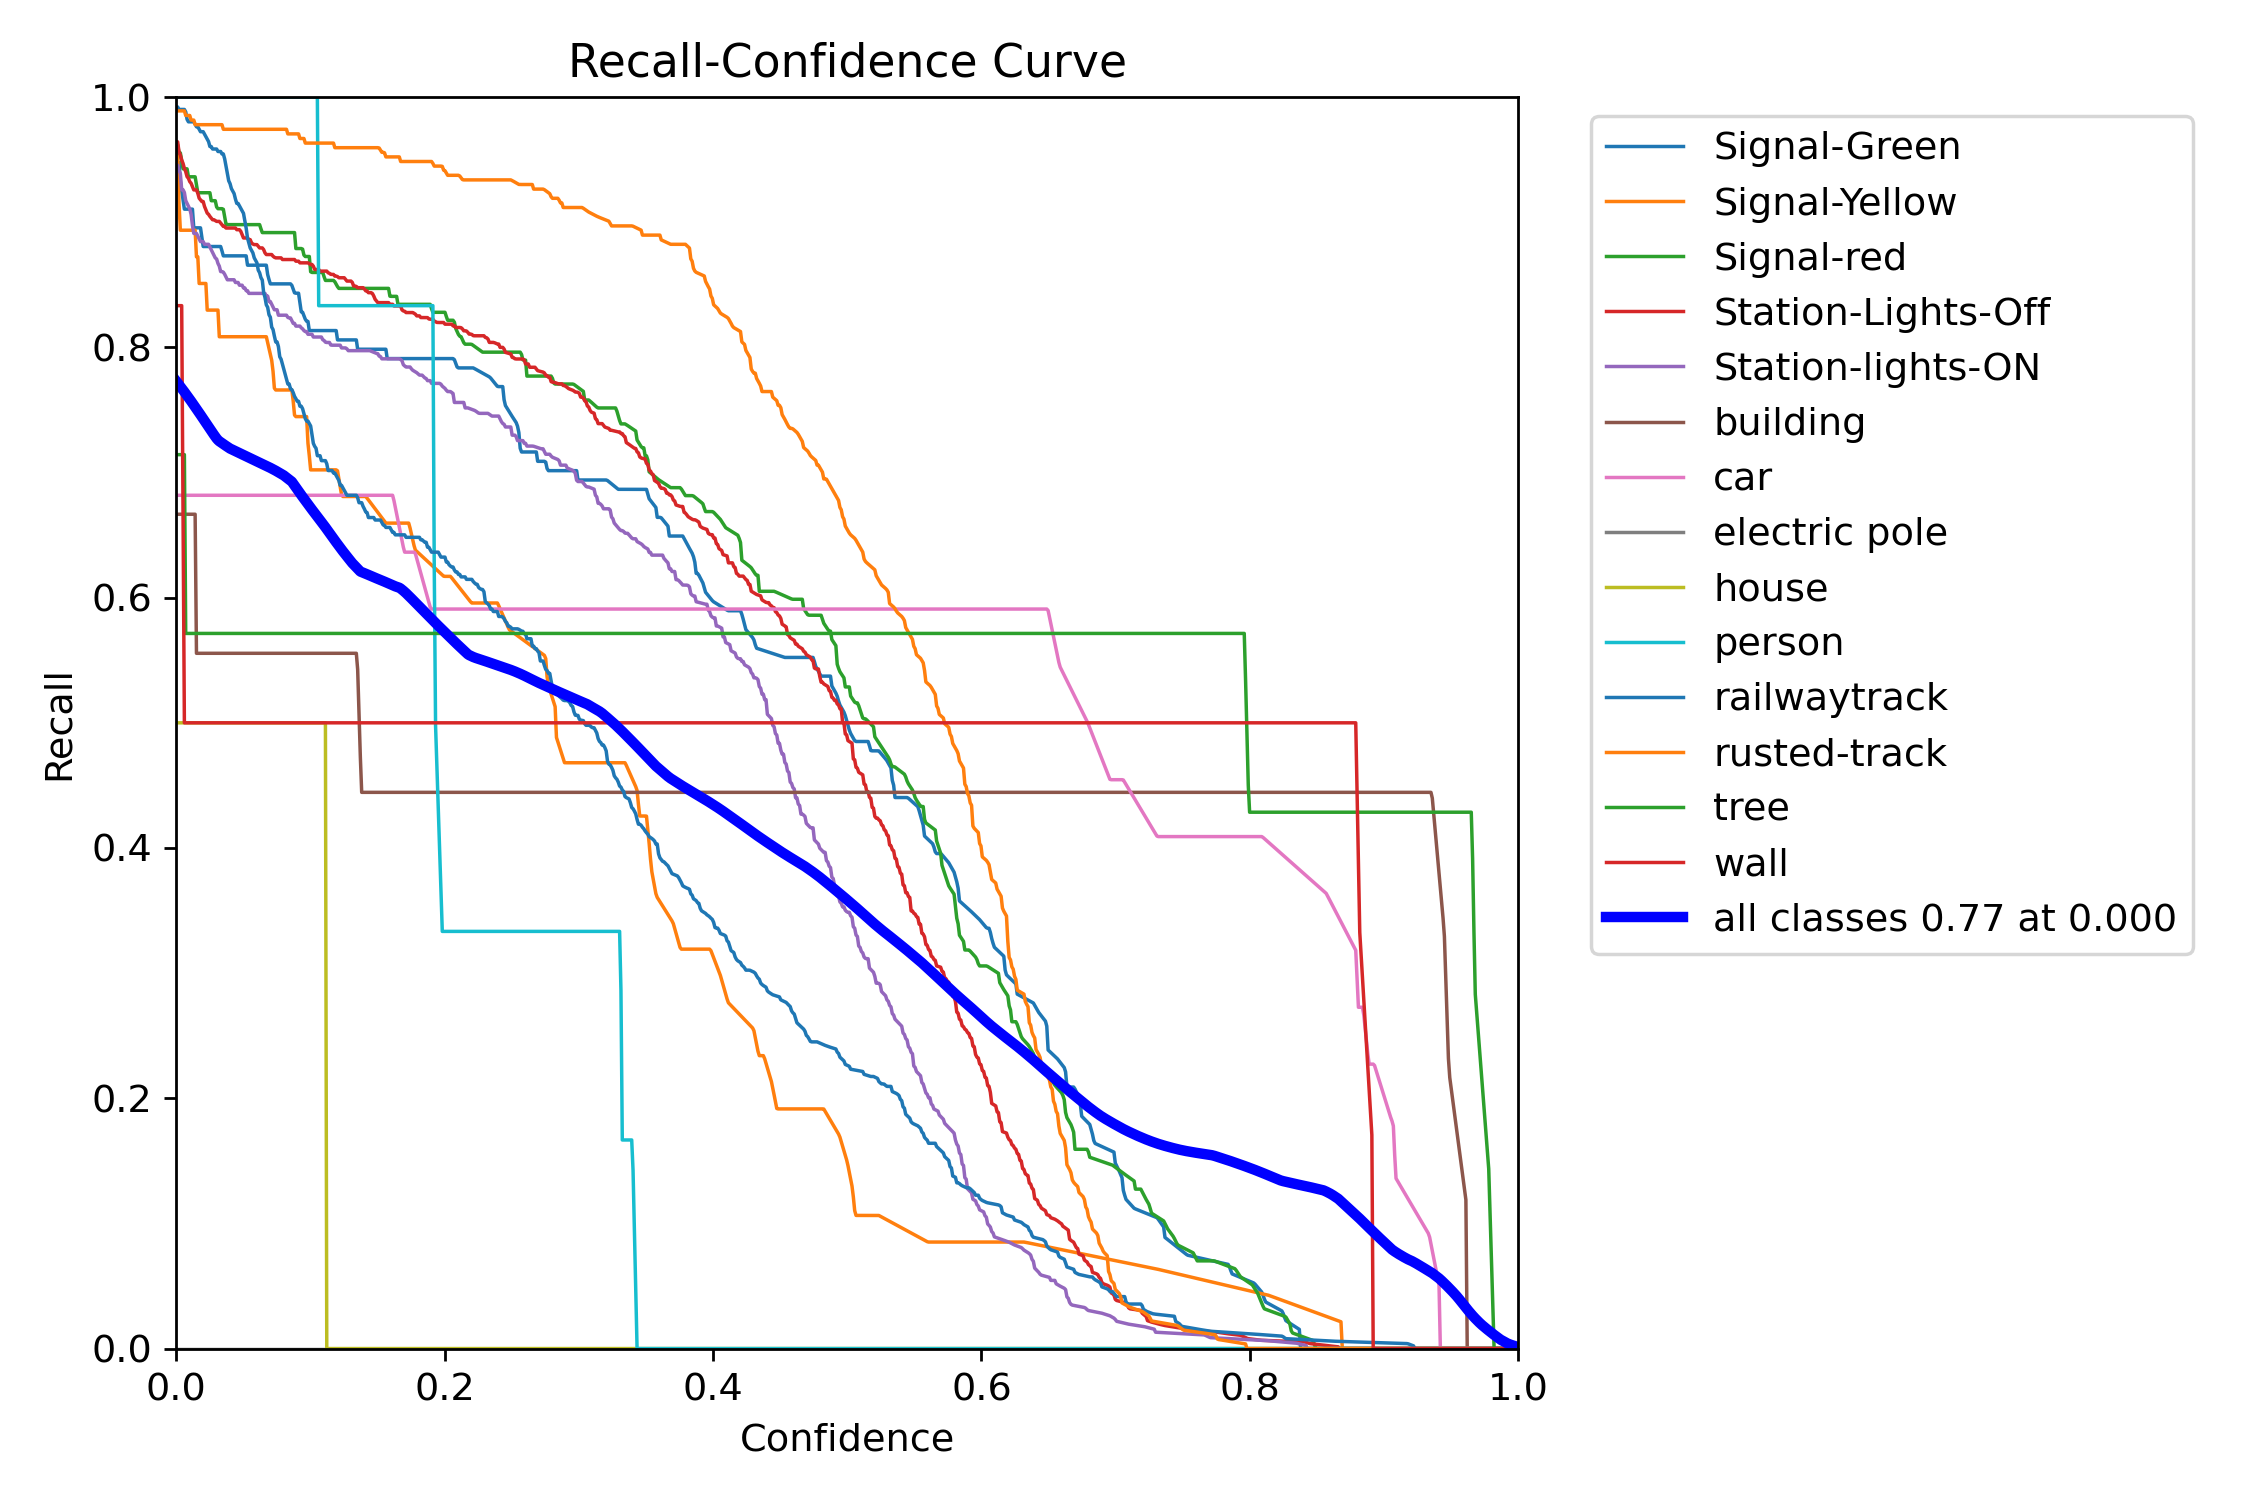 Recall-Confidence Curve
Recall
1.0
0.8
0.6
0.4
0.2
0.0
0.0 0.2 0.4 0.6 0.8 1.0
Confidence
Signal-Green
Signal-Yellow
Signal-red
Station-Lights-Off
Station-lights-ON
building
car
electric pole
house
person
railwaytrack
rusted-track
tree
wall
all classes 0.77 at 0.000